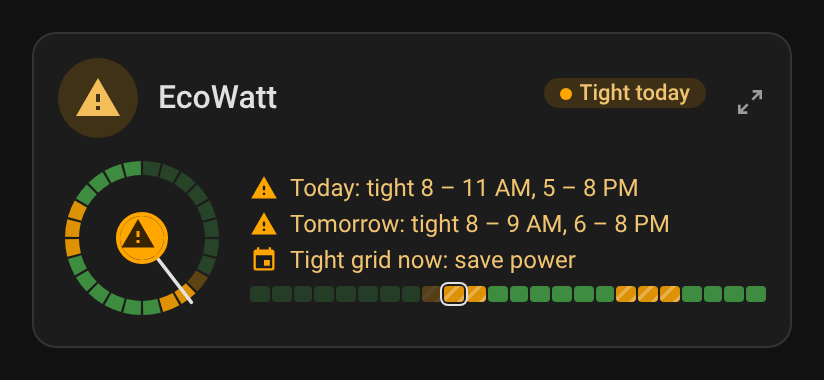 EcoWatt
Tight today
Today: tight 8 – 11 AM, 5 – 8 PM
Tomorrow: tight 8 – 9 AM, 6 – 8 PM
Tight grid now: save power